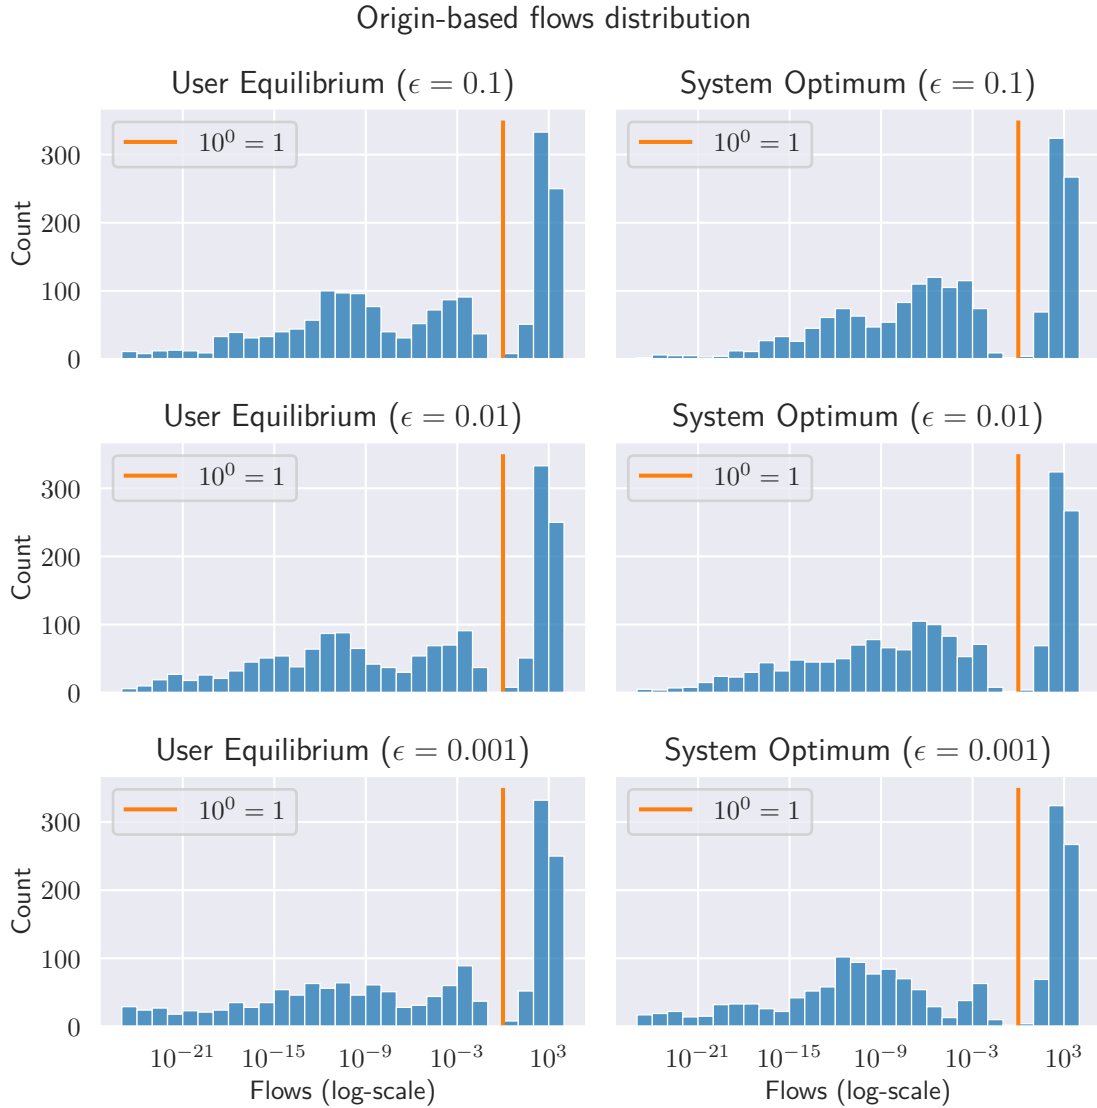 Origin-based flows distribution
User Equilibrium (ϵ = 0.1)
System Optimum (ϵ = 0.1)
10⁰ = 1
10⁰ = 1
300
200
100
0
Count
User Equilibrium (ϵ = 0.01)
System Optimum (ϵ = 0.01)
10⁰ = 1
10⁰ = 1
300
200
100
0
Count
User Equilibrium (ϵ = 0.001)
System Optimum (ϵ = 0.001)
10⁰ = 1
10⁰ = 1
300
200
100
0
Count
10⁻²¹ 10⁻¹⁵ 10⁻⁹ 10⁻³ 10³
10⁻²¹ 10⁻¹⁵ 10⁻⁹ 10⁻³ 10³
Flows (log-scale)
Flows (log-scale)